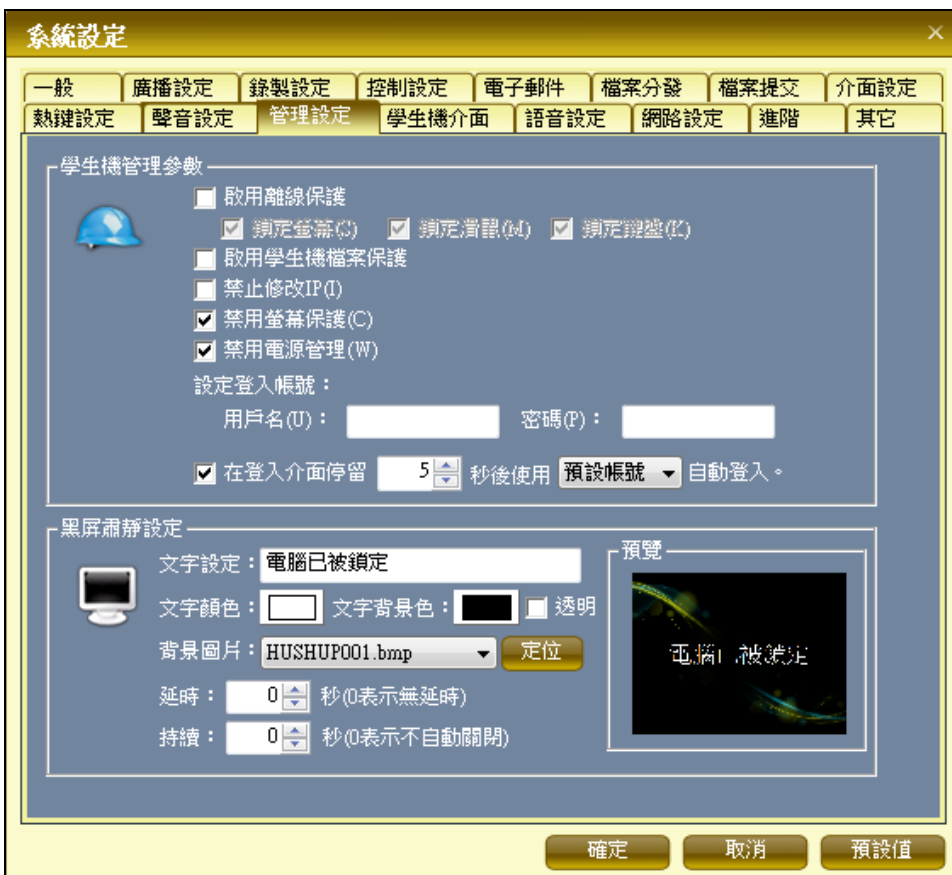 系統設定
一般 廣播設定 錄製設定 控制設定 電子郵件 檔案分發 檔案提交 介面設定
熱鍵設定 聲音設定 管理設定 學生機介面 語音設定 網路設定 進階 其它
學生機管理參數
啟用離線保護
鎖定螢幕(S) 鎖定滑鼠(M) 鎖定鍵盤(K)
啟用學生機檔案保護
禁止修改IP(I)
禁用螢幕保護(C)
禁用電源管理(W)
設定登入帳號：
用戶名(U)： 密碼(P)：
在登入介面停留 5 秒後使用 預設帳號 自動登入。
黑屏肅靜設定
文字設定：電腦已被鎖定
預覽
文字顏色： 文字背景色： 透明
背景圖片：HUSHUP001.bmp 定位
電腦已被鎖定
延時： 0 秒(0表示無延時)
持續： 0 秒(0表示不自動關閉)
確定 取消 預設值